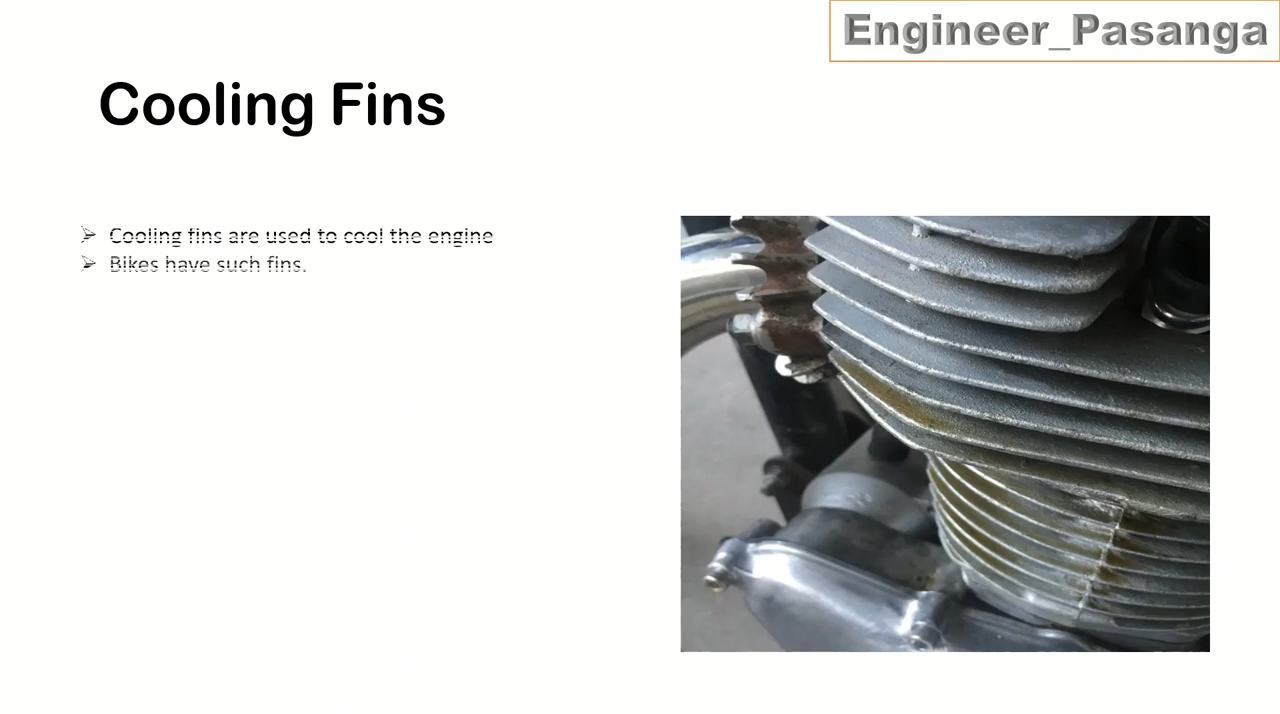 Engineer_Pasanga
Cooling Fins
➢ Cooling fins are used to cool the engine
➢ Bikes have such fins.